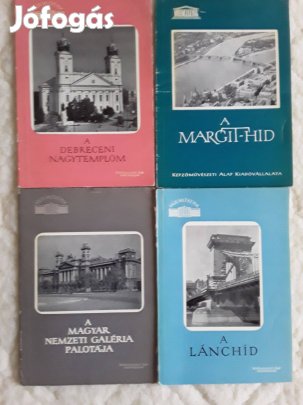 Jófogás
A
DEBRECENI
NAGYTEMPLOM
A
MARGIT-HID
KÉPZŐMŰVÉSZETI ALAP KIADÓVÁLLALATA
A
MAGYAR
NEMZETI GALÉRIA
PALOTÁJA
A
LÁNCHÍD